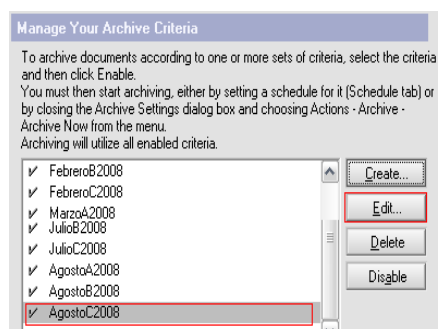 Manage Your Archive Criteria
To archive documents according to one or more sets of criteria, select the criteria
and then click Enable.
You must then start archiving, either by setting a schedule for it (Schedule tab) or
by closing the Archive Settings dialog box and choosing Actions - Archive -
Archive Now from the menu.
Archiving will utilize all enabled criteria.
✓ FebreroB2008
✓ FebreroC2008
✓ MarzoA2008
✓ JulioB2008
✓ JulioC2008
✓ AgostoA2008
✓ AgostoB2008
✓ AgostoC2008
Create...
Edit...
Delete
Disable